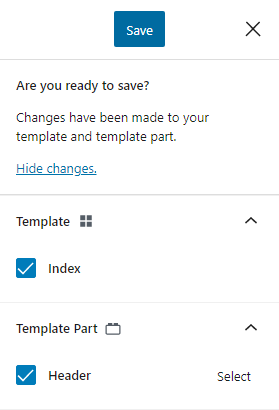 Save
Are you ready to save?
Changes have been made to your
template and template part.
Hide changes.
Template
Index
Template Part
Header
Select